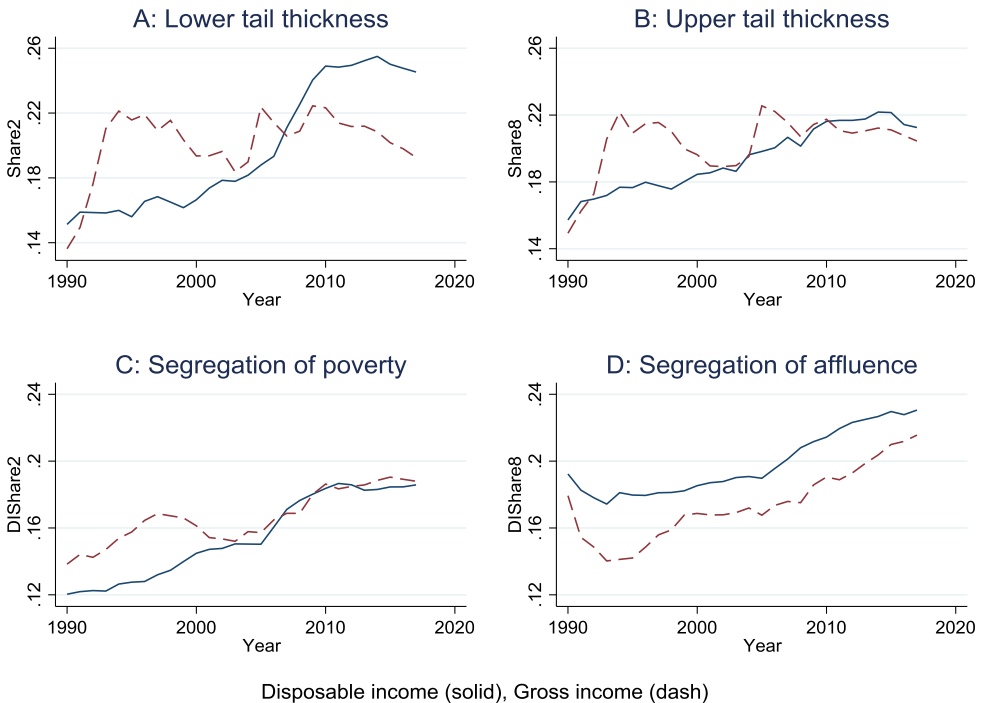 A: Lower tail thickness
Share2
.26
.22
.18
.14
1990
2000
2010
2020
Year
B: Upper tail thickness
Share8
.26
.22
.18
.14
1990
2000
2010
2020
Year
C: Segregation of poverty
DIShare2
.24
.2
.16
.12
1990
2000
2010
2020
Year
D: Segregation of affluence
DIShare8
.24
.2
.16
.12
1990
2000
2010
2020
Year
Disposable income (solid), Gross income (dash)